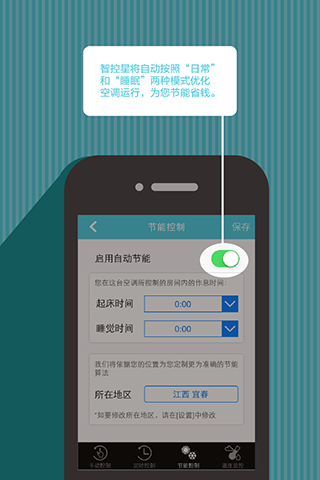 智控星将自动按照“日常”
和“睡眠”两种模式优化
空调运行，为您节能省钱。
节能控制 保存
启用自动节能
您在这台空调所控制的房间内的作息时间：
起床时间 0:00
睡觉时间 0:00
我们将依据您的位置为您定制更为准确的节能
算法
所在地区 江西 宜春
*如要修改所在地区，请在[设置]中修改
手动控制 定时控制 节能控制 温度监控